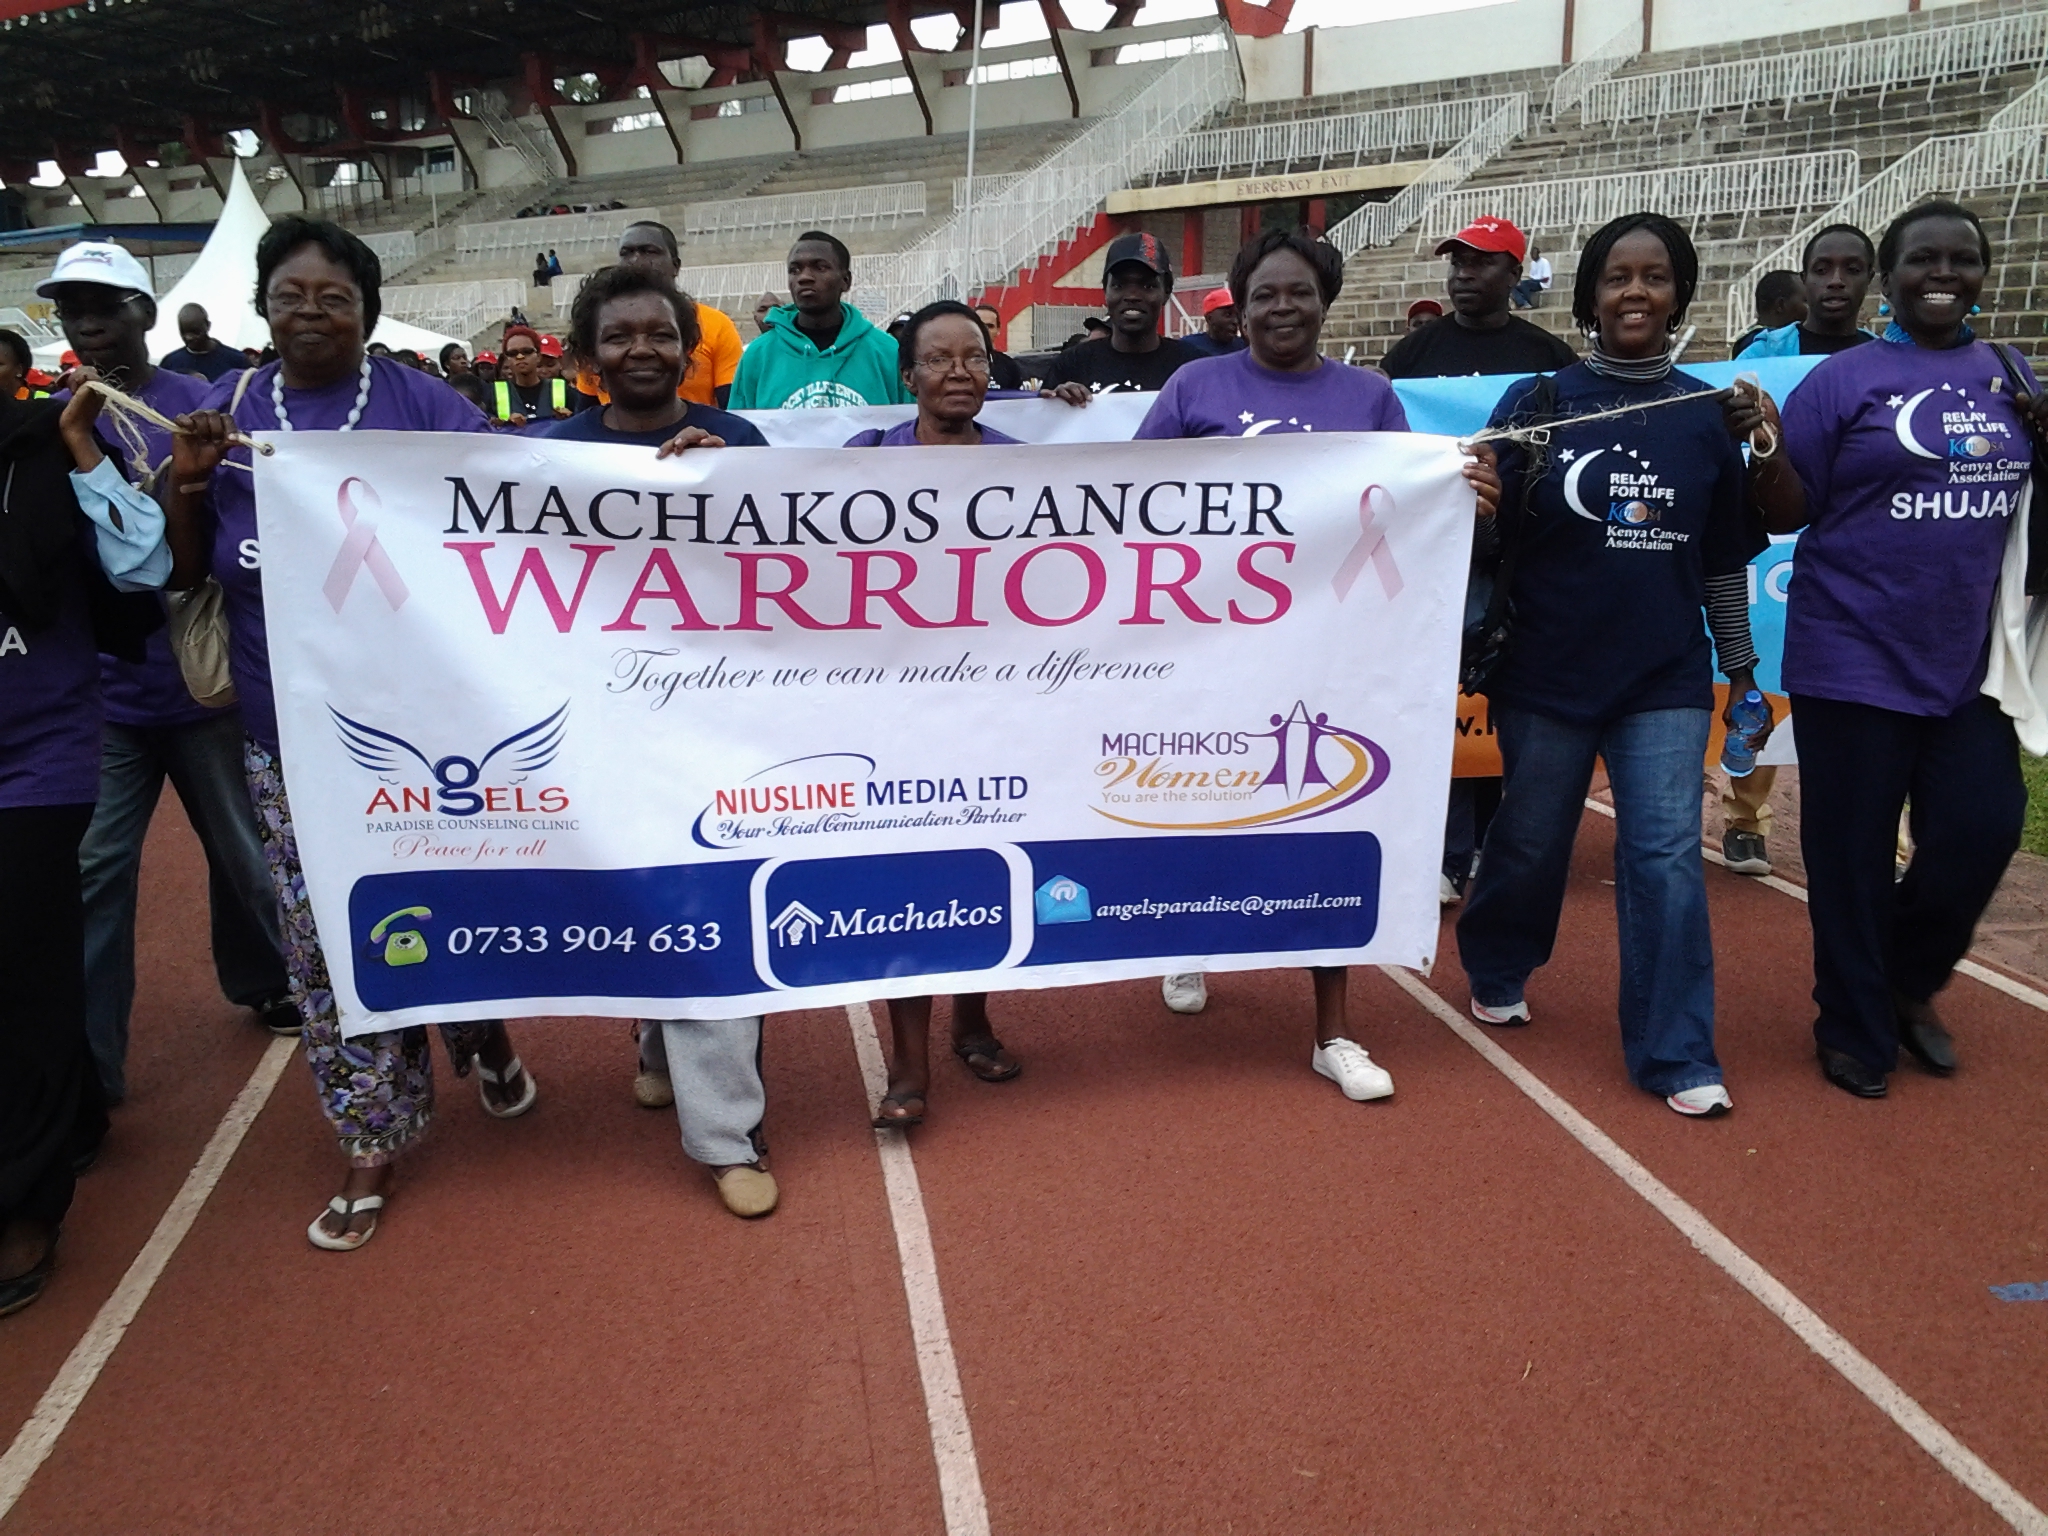 EMERGENCY EXIT
MACHAKOS CANCER
WARRIORS
Together we can make a difference
ANGELS
PARADISE COUNSELING CLINIC
Peace for all
NIUSLINE MEDIA LTD
Your Social Communication Partner
MACHAKOS
Women
You are the solution
0733 904 633
Machakos
angelsparadise@gmail.com
RELAY
FOR LIFE
Kenya Cancer
Association
RELAY
FOR LIFE
Kenya Cancer
Association
SHUJAA
S
A